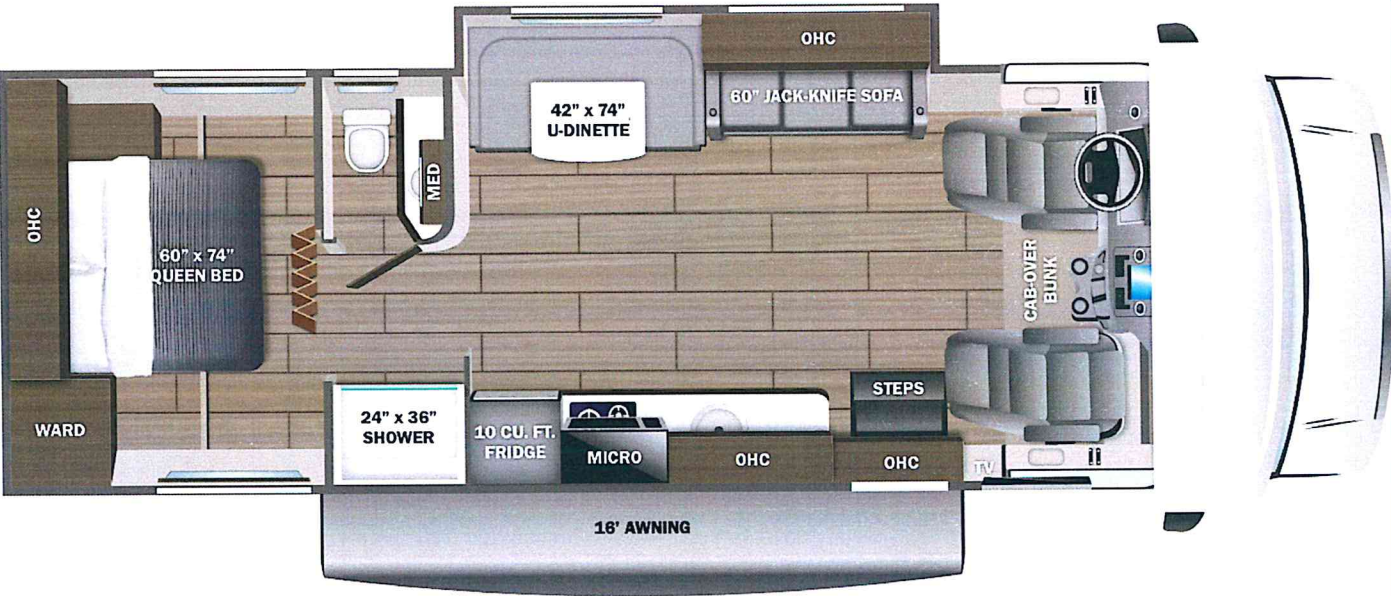 OHC
42" x 74"
U-DINETTE
60" JACK-KNIFE SOFA
MED
OHC
60" x 74"
QUEEN BED
CAB-OVER
BUNK
WARD
24" x 36"
SHOWER
10 CU. FT.
FRIDGE
MICRO
OHC
STEPS
OHC
TV
16' AWNING